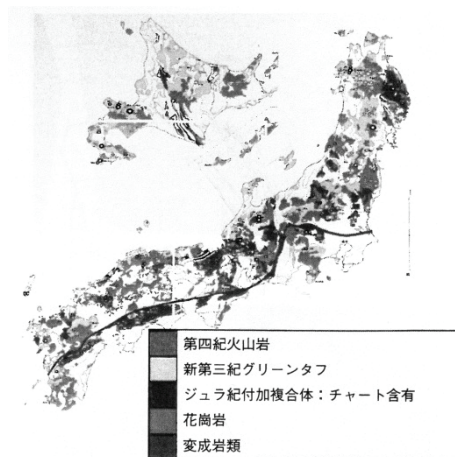 第四紀火山岩
新第三紀グリーンタフ
ジュラ紀付加複合体：チャート含有
花崗岩
変成岩類